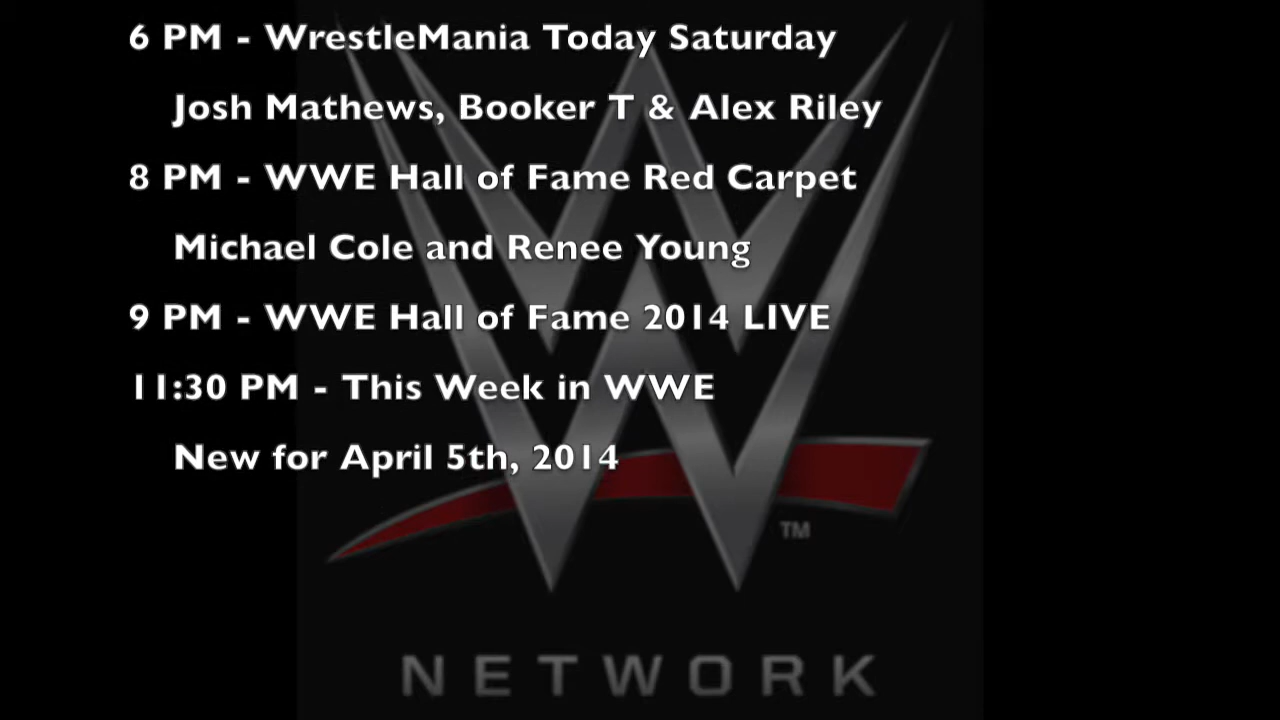 6 PM - WrestleMania Today Saturday
Josh Mathews, Booker T & Alex Riley
8 PM - WWE Hall of Fame Red Carpet
Michael Cole and Renee Young
9 PM - WWE Hall of Fame 2014 LIVE
11:30 PM - This Week in WWE
New for April 5th, 2014
TM
NETWORK